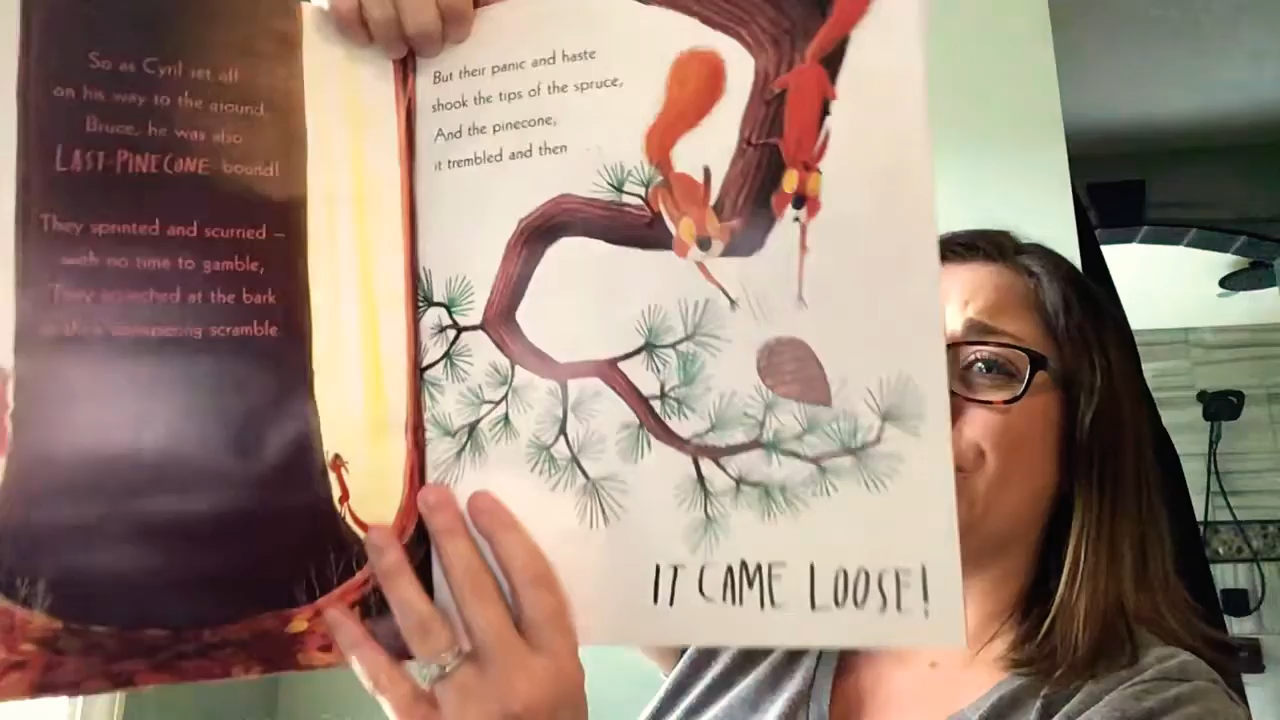 So as Cyril set off
on his way to the ground,
Bruce, he was also
LAST-PINECONE bound!
They sprinted and scurried –
with no time to gamble,
They scratched at the bark
scramble
But their panic and haste
shook the tips of the spruce,
And the pinecone,
it trembled and then
IT CAME LOOSE!